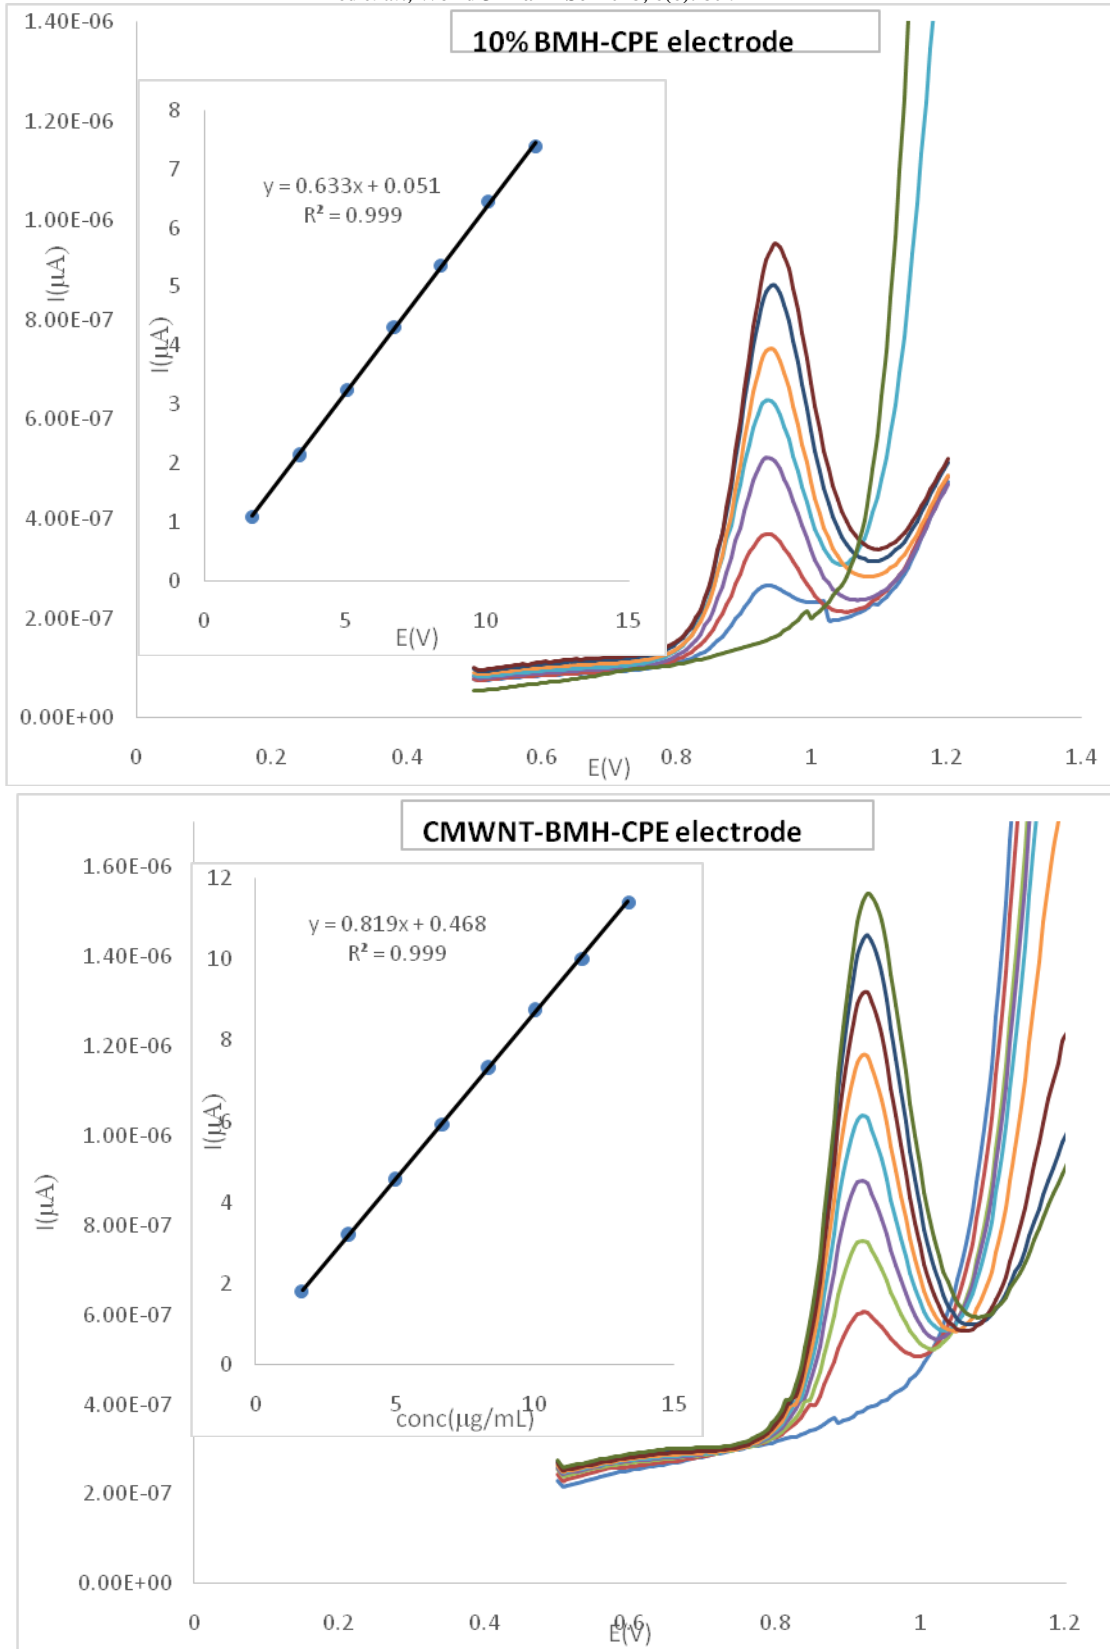 1.40E-06
10% BMH-CPE electrode
1.20E-06
1.00E-06
8.00E-07
6.00E-07
4.00E-07
2.00E-07
0.00E+00
I(μA)
0 0.2 0.4 0.6 0.8 1 1.2 1.4
E(V)
8
7
6
5
4
3
2
1
0
I(μA)
y = 0.633x + 0.051
R² = 0.999
0 5 10 15
E(V)
CMWNT-BMH-CPE electrode
1.60E-06
1.40E-06
1.20E-06
1.00E-06
8.00E-07
6.00E-07
4.00E-07
2.00E-07
0.00E+00
I(μA)
0 0.2 0.4 0.6 0.8 1 1.2
E(V)
12
10
8
6
4
2
0
I(μA)
y = 0.819x + 0.468
R² = 0.999
0 5 10 15
conc(μg/mL)